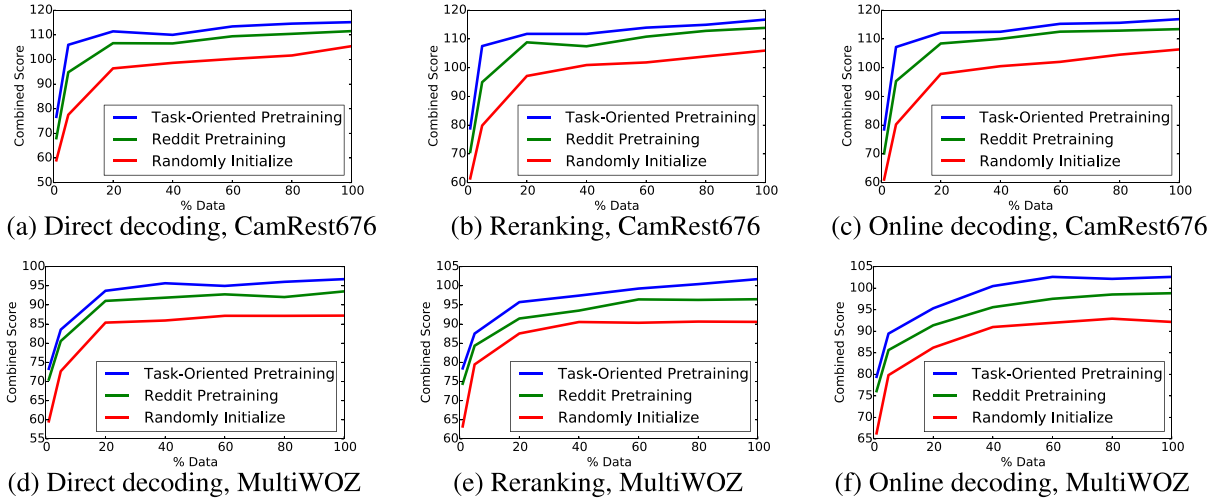 120
110
100
90
80
70
60
50
Combined Score
Task-Oriented Pretraining
Reddit Pretraining
Randomly Initialize
0 20 40 60 80 100
% Data
(a) Direct decoding, CamRest676
120
110
100
90
80
70
60
Combined Score
Task-Oriented Pretraining
Reddit Pretraining
Randomly Initialize
0 20 40 60 80 100
% Data
(b) Reranking, CamRest676
120
110
100
90
80
70
60
Combined Score
Task-Oriented Pretraining
Reddit Pretraining
Randomly Initialize
0 20 40 60 80 100
% Data
(c) Online decoding, CamRest676
100
95
90
85
80
75
70
65
60
55
Combined Score
Task-Oriented Pretraining
Reddit Pretraining
Randomly Initialize
0 20 40 60 80 100
% Data
(d) Direct decoding, MultiWOZ
105
100
95
90
85
80
75
70
65
60
Combined Score
Task-Oriented Pretraining
Reddit Pretraining
Randomly Initialize
0 20 40 60 80 100
% Data
(e) Reranking, MultiWOZ
105
100
95
90
85
80
75
70
65
Combined Score
Task-Oriented Pretraining
Reddit Pretraining
Randomly Initialize
0 20 40 60 80 100
% Data
(f) Online decoding, MultiWOZ